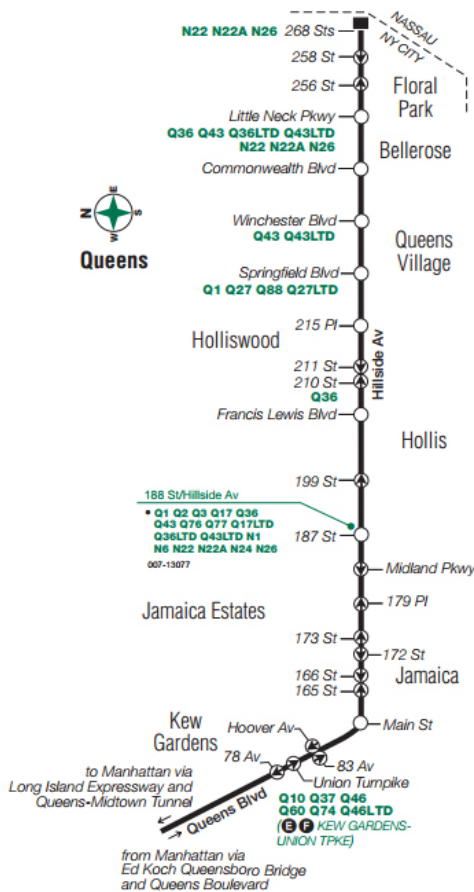 NASSAU
NY CITY
N22 N22A N26 268 Sts
258 St
256 St
Floral
Park
Little Neck Pkwy
Q36 Q43 Q36LTD Q43LTD
N22 N22A N26
Bellerose
Commonwealth Blvd
N
E
S
W
Queens
Winchester Blvd
Q43 Q43LTD
Queens
Village
Springfield Blvd
Q1 Q27 Q88 Q27LTD
215 Pl
Holliswood
Hillside Av
211 St
210 St
Q36
Francis Lewis Blvd
Hollis
199 St
188 St/Hillside Av
• Q1 Q2 Q3 Q17 Q36
Q43 Q76 Q77 Q17LTD
Q36LTD Q43LTD N1
N6 N22 N22A N24 N26
007-13077
187 St
Midland Pkwy
179 Pl
Jamaica Estates
173 St
172 St
166 St
165 St
Jamaica
Kew
Gardens
Hoover Av
Main St
78 Av
83 Av
Union Turnpike
Q10 Q37 Q46
Q60 Q74 Q46LTD
(E F KEW GARDENS-
UNION TPKE)
to Manhattan via
Long Island Expressway and
Queens-Midtown Tunnel
Queens Blvd
from Manhattan via
Ed Koch Queensboro Bridge
and Queens Boulevard